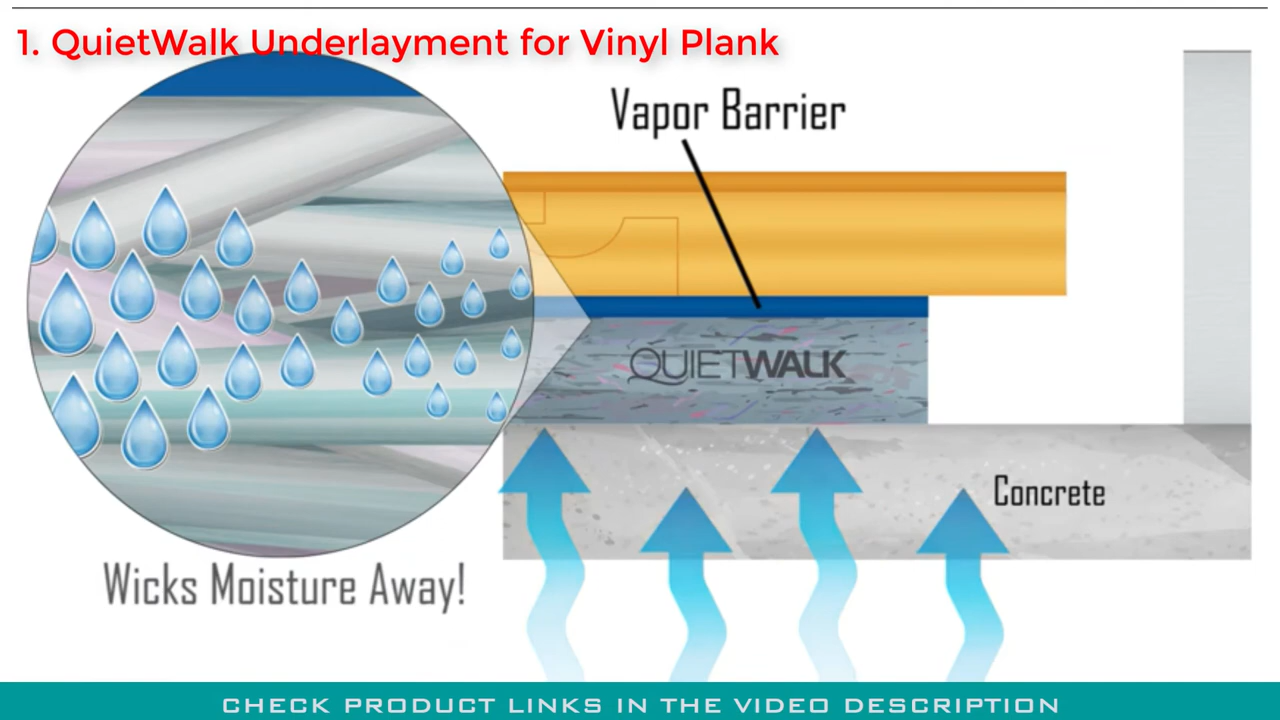 1. QuietWalk Underlayment for Vinyl Plank
Vapor Barrier
QUIETWALK
Concrete
Wicks Moisture Away!
CHECK PRODUCT LINKS IN THE VIDEO DESCRIPTION